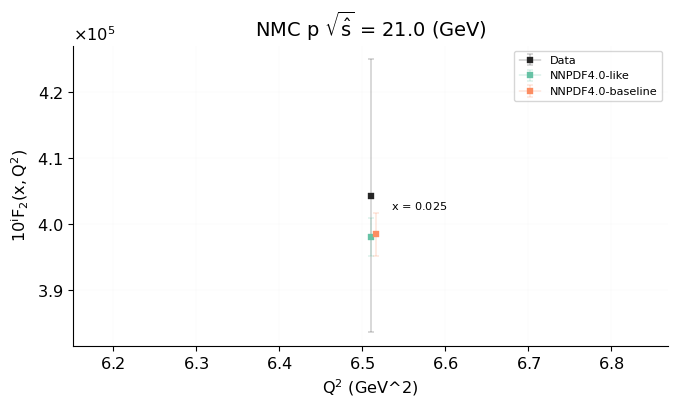 NMC p √ŝ = 21.0 (GeV)
×10⁵
Data
NNPDF4.0-like
NNPDF4.0-baseline
4.2
4.1
4.0
3.9
10ⁱF₂(x, Q²)
x = 0.025
6.2 6.3 6.4 6.5 6.6 6.7 6.8
Q² (GeV^2)